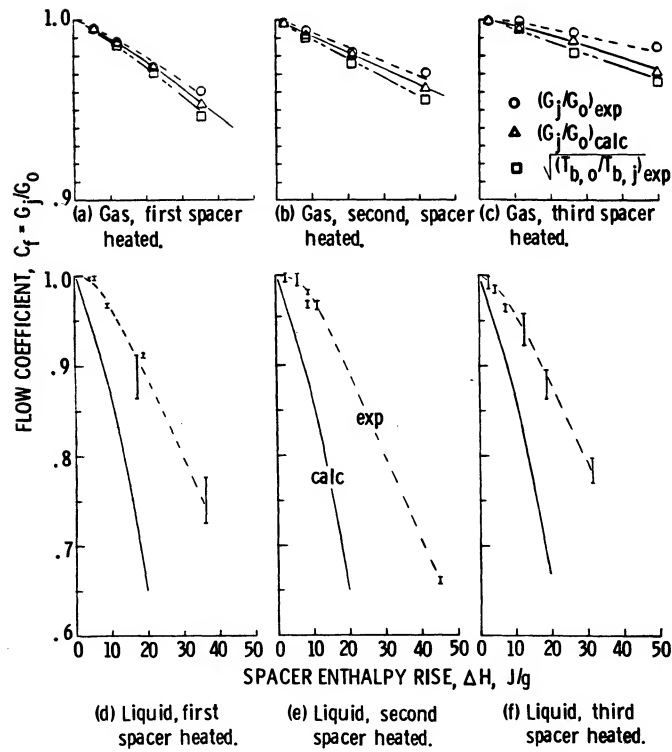 1.0
.9
FLOW COEFFICIENT, C_f = G_j/G_0
○ (G_j/G_o)exp
△ (G_j/G_o)calc
□ √(T_b,o/T_b,j)exp
(a) Gas, first spacer
heated.
(b) Gas, second, spacer
heated.
(c) Gas, third spacer
heated.
1.0
.9
.8
.7
.6
exp
calc
0 10 20 30 40 50
0 10 20 30 40 50
0 10 20 30 40 50
SPACER ENTHALPY RISE, ΔH, J/g
(d) Liquid, first
spacer heated.
(e) Liquid, second
spacer heated.
(f) Liquid, third
spacer heated.